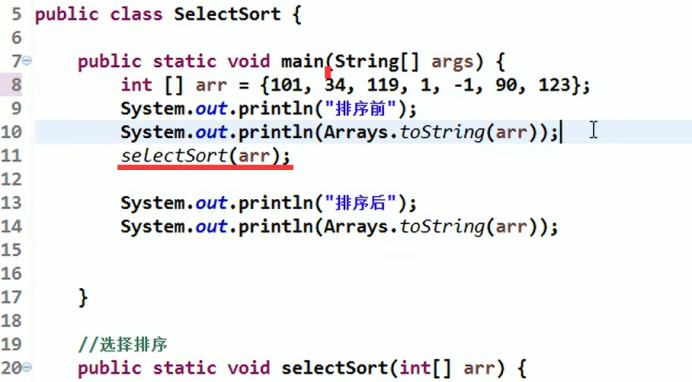 5 public class SelectSort {
6
7 public static void main(String[] args) {
8 int [] arr = {101, 34, 119, 1, -1, 90, 123};
9 System.out.println("排序前");
10 System.out.println(Arrays.toString(arr));
11 selectSort(arr);
12
13 System.out.println("排序后");
14 System.out.println(Arrays.toString(arr));
15
16
17 }
18
19 //选择排序
20 public static void selectSort(int[] arr) {